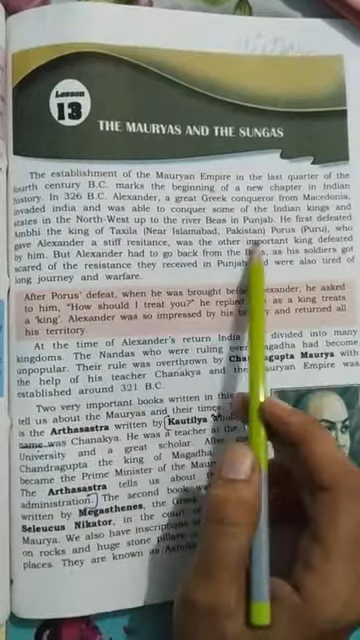 Lesson
13
THE MAURYAS AND THE SUNGAS
The establishment of the Mauryan Empire in the last quarter of the
fourth century B.C. marks the beginning of a new chapter in Indian
history. In 326 B.C. Alexander, a great Greek conqueror from Macedonia,
invaded india and was able to conquer some of the Indian kings and
states in the North-West up to the river Beas in Punjab. He first defeated
Ambhi the king of Taxila (Near Islamabad, Pakistan) Porus (Puru), who
gave Alexander a stiff resitance, was the other important king defeated
by him. But Alexander had to go back from the as his soldiers got
scared of the resistance they received in Punjab and were also tired of
long journey and warfare.
After Porus' defeat, when he was brought before Alexander, he asked
to him, "How should I treat you?" he replied as a king treats
a 'king'. Alexander was so impressed by his and returned all
his territory.
At the time of Alexander's return India divided into many
kingdoms. The Nandas who were ruling over Magadha had become
unpopular. Their rule was overthrown by Chandragupta Maurya with
the help of his teacher Chanakya and the Mauryan Empire was
established around 321 B.C.
Two very important books written in this
tell us about the Mauryas and their times.
is the Arthasastra written by Kautilya whose
name was Chanakya. He was a teacher at the
University and a great scholar. After
Chandragupta the king of Magadha,
became the Prime Minister of the
The Arthasastra tells us about
administration. The second book
written by Megasthenes, the Greek
Seleucus Nikator, in the court of
Maurya. We also have inscriptions
on rocks and huge stone pillars
places. They are known as